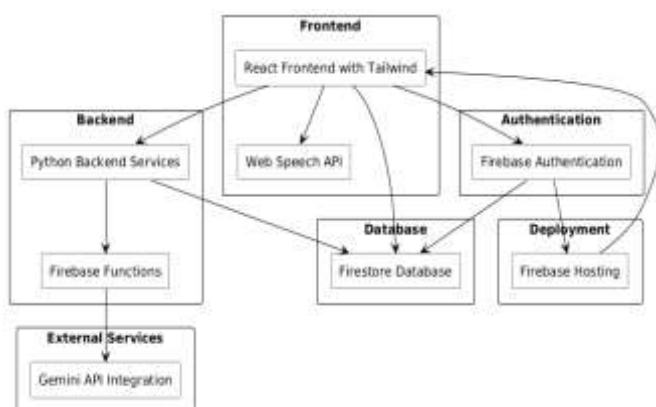 Frontend
React Frontend with Tailwind
Web Speech API
Backend
Python Backend Services
Firebase Functions
Authentication
Firebase Authentication
Database
Firestore Database
Deployment
Firebase Hosting
External Services
Gemini API Integration